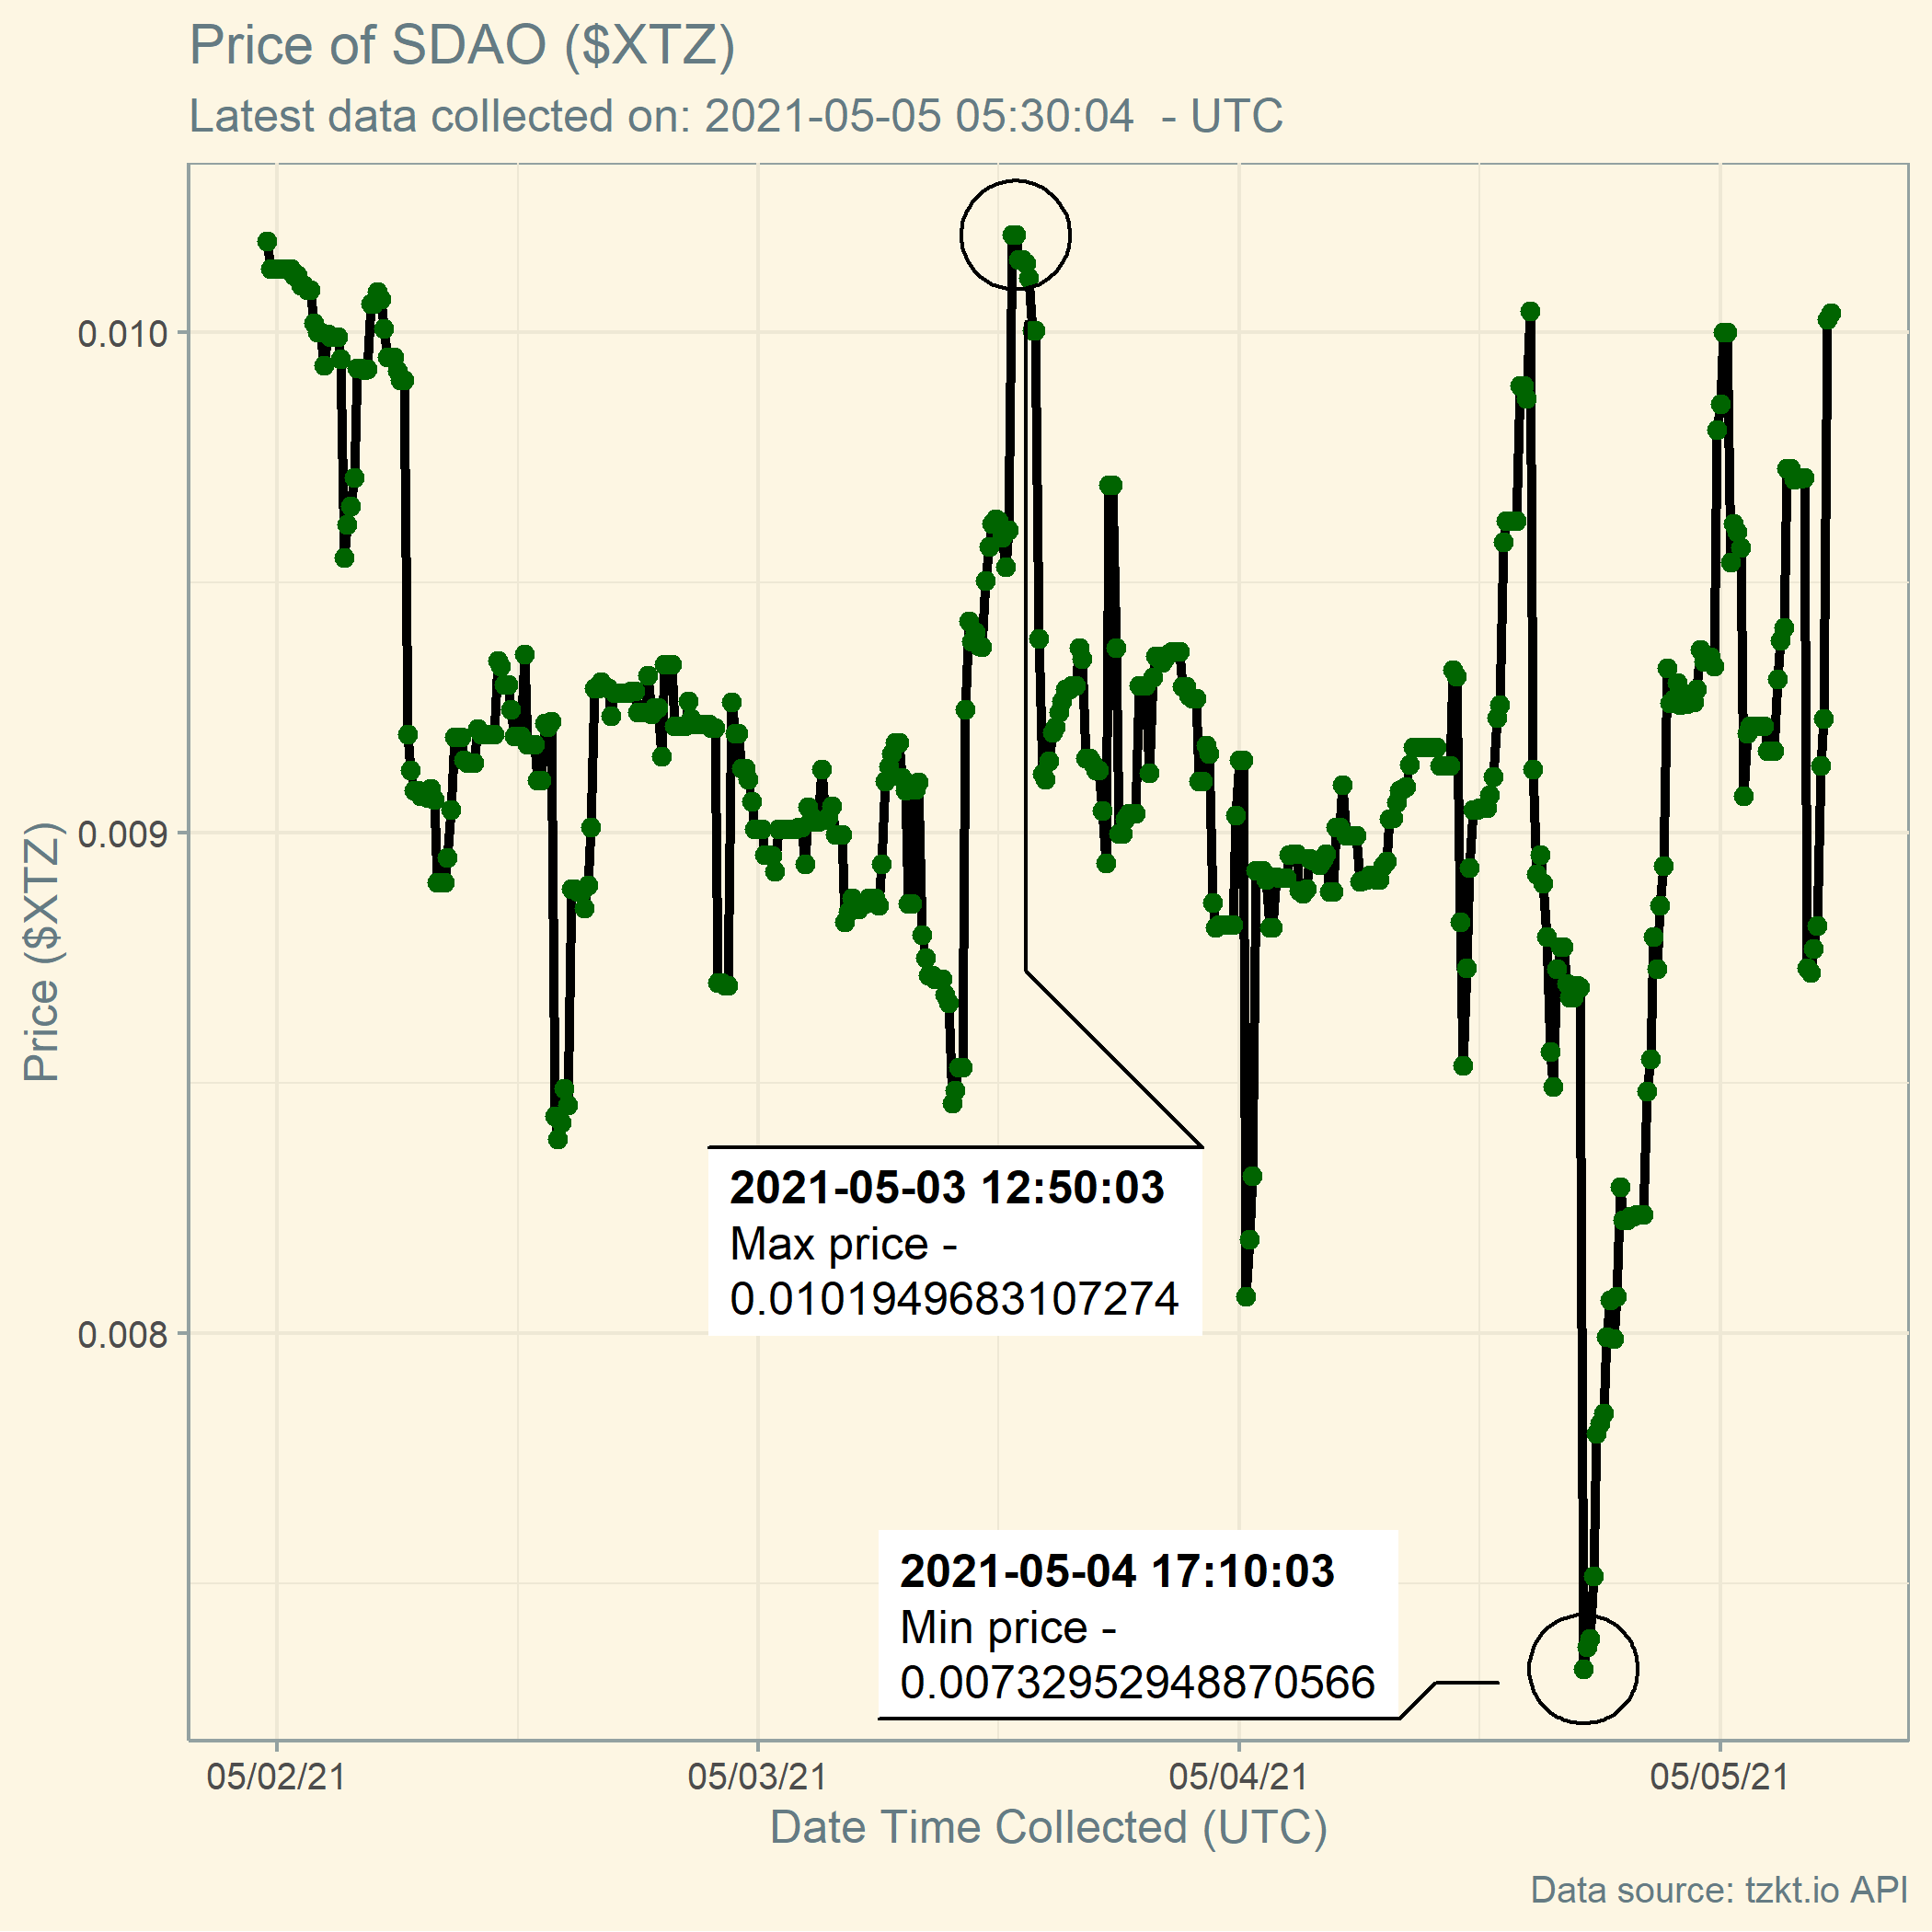 Price of SDAO ($XTZ)
Latest data collected on: 2021-05-05 05:30:04  - UTC
Price ($XTZ)
0.010
0.009
0.008
2021-05-03 12:50:03
Max price -
0.0101949683107274
2021-05-04 17:10:03
Min price -
0.00732952948870566
05/02/21
05/03/21
05/04/21
05/05/21
Date Time Collected (UTC)
Data source: tzkt.io API